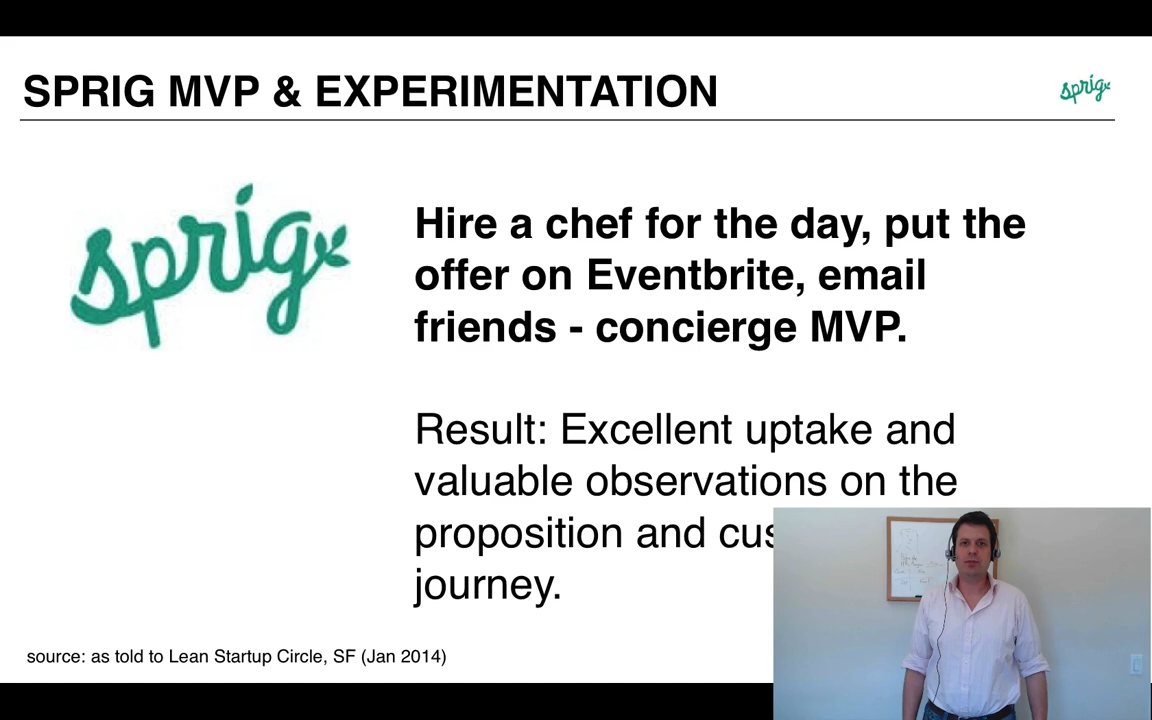 SPRIG MVP & EXPERIMENTATION
sprig
sprig
Hire a chef for the day, put the
offer on Eventbrite, email
friends - concierge MVP.
Result: Excellent uptake and
valuable observations on the
proposition and
journey.
source: as told to Lean Startup Circle, SF (Jan 2014)